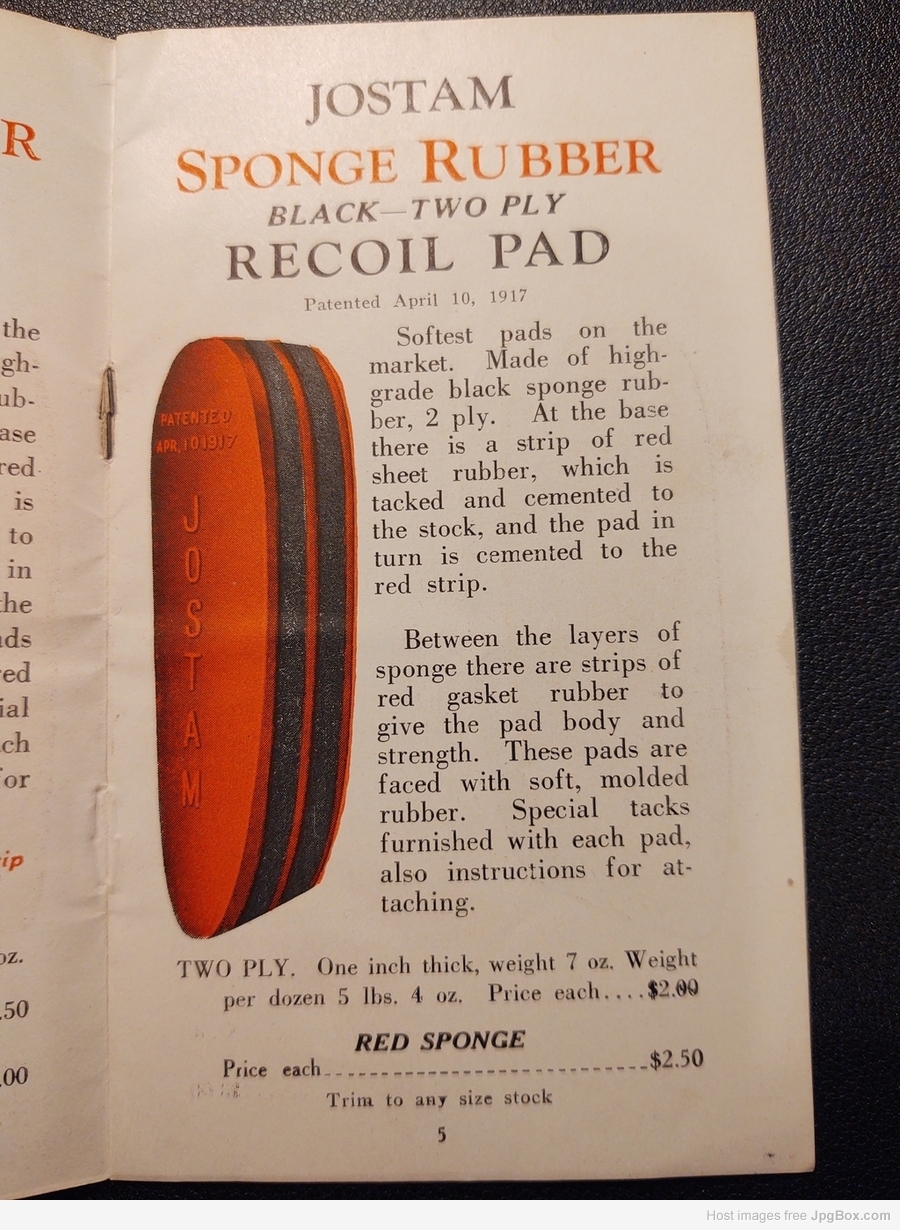 R
the
gh-
ub-
ase
red
is
to
in
the
ds
ed
ial
ch
or
ip
oz.
.50
.00
JOSTAM
SPONGE RUBBER
BLACK—TWO PLY
RECOIL PAD
Patented April 10, 1917
PATENTED
APR. 10 1917
JOSTAM
Softest pads on the
market. Made of high-
grade black sponge rub-
ber, 2 ply. At the base
there is a strip of red
sheet rubber, which is
tacked and cemented to
the stock, and the pad in
turn is cemented to the
red strip.
Between the layers of
sponge there are strips of
red gasket rubber to
give the pad body and
strength. These pads are
faced with soft, molded
rubber. Special tacks
furnished with each pad,
also instructions for at-
taching.
TWO PLY. One inch thick, weight 7 oz. Weight
per dozen 5 lbs. 4 oz. Price each....$2.00
RED SPONGE
Price each----------------------------$2.50
Trim to any size stock
5
Host images free JpgBox.com